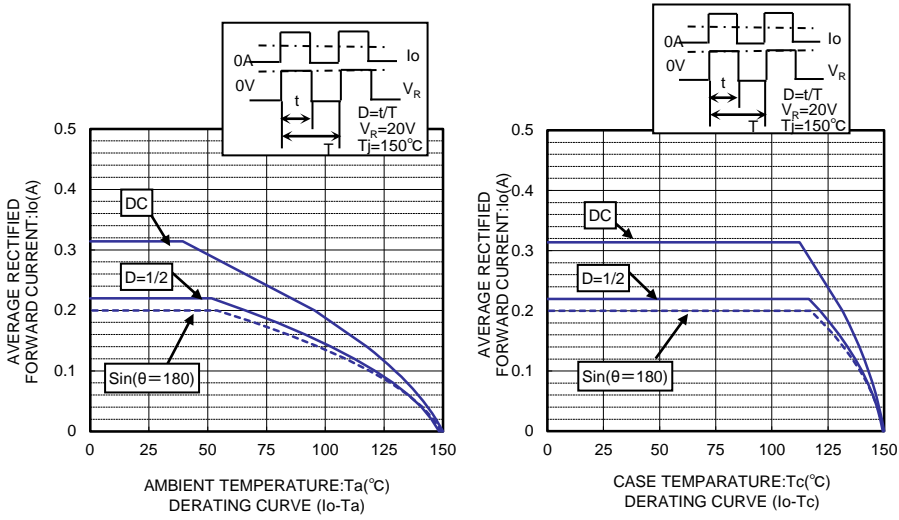 0A
Io
0V
t
VR
D=t/T
VR=20V
T
Tj=150℃
0.5
0.4
0.3
0.2
0.1
0
AVERAGE RECTIFIED
FORWARD CURRENT:Io(A)
DC
D=1/2
Sin(θ＝180)
0 25 50 75 100 125 150
AMBIENT TEMPERATURE:Ta(℃)
DERATING CURVE (Io-Ta)
0A
Io
0V
t
VR
D=t/T
VR=20V
T
Tj=150℃
0.5
0.4
0.3
0.2
0.1
0
AVERAGE RECTIFIED
FORWARD CURRENT:Io(A)
DC
D=1/2
Sin(θ＝180)
0 25 50 75 100 125 150
CASE TEMPARATURE:Tc(℃)
DERATING CURVE (Io-Tc)